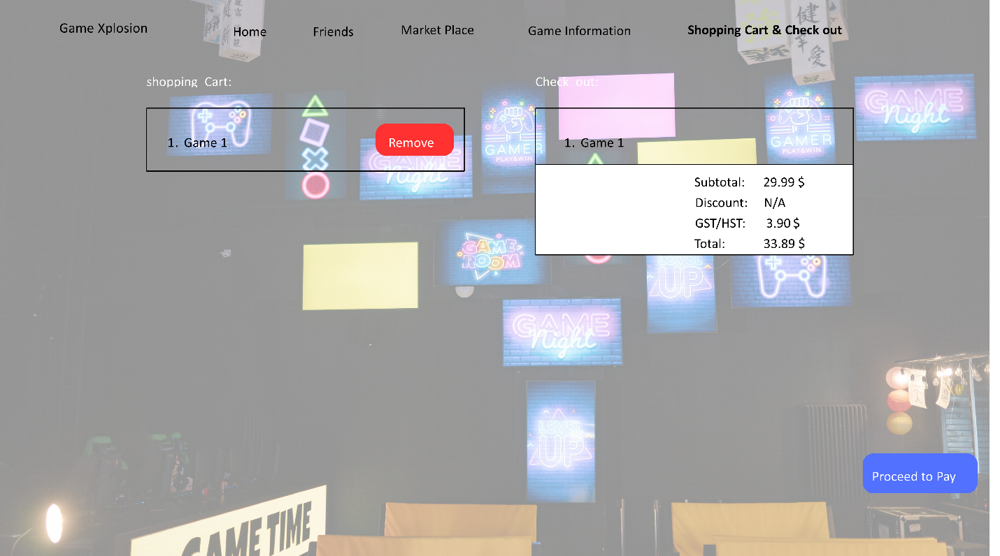 Game Xplosion
Home
Friends
Market Place
Game Information
Shopping Cart & Check out
健
愛
shopping Cart:
Check out:
1. Game 1
Remove
GAME
Night
GAMER
PLAY&WIN
1. Game 1
GAMER
PLAY&WIN
GAME
Night
Subtotal: 29.99 $
Discount: N/A
GST/HST: 3.90 $
Total: 33.89 $
GAME
ROOM
LEVEL
UP
GAME
Night
LEVEL
UP
Proceed to Pay
GAME TIME